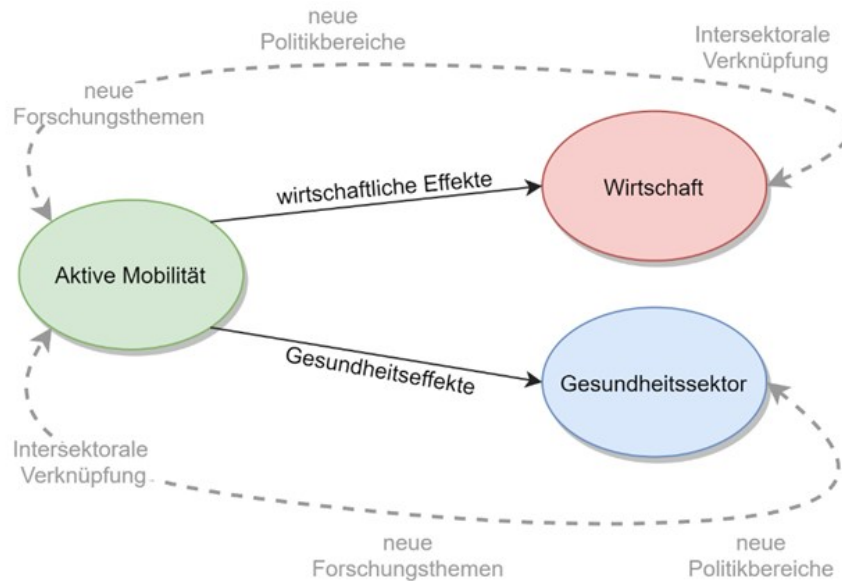 neue
Politikbereiche
Intersektorale
Verknüpfung
neue
Forschungsthemen
wirtschaftliche Effekte
Wirtschaft
Aktive Mobilität
Gesundheitseffekte
Gesundheitssektor
Intersektorale
Verknüpfung
neue
Forschungsthemen
neue
Politikbereiche